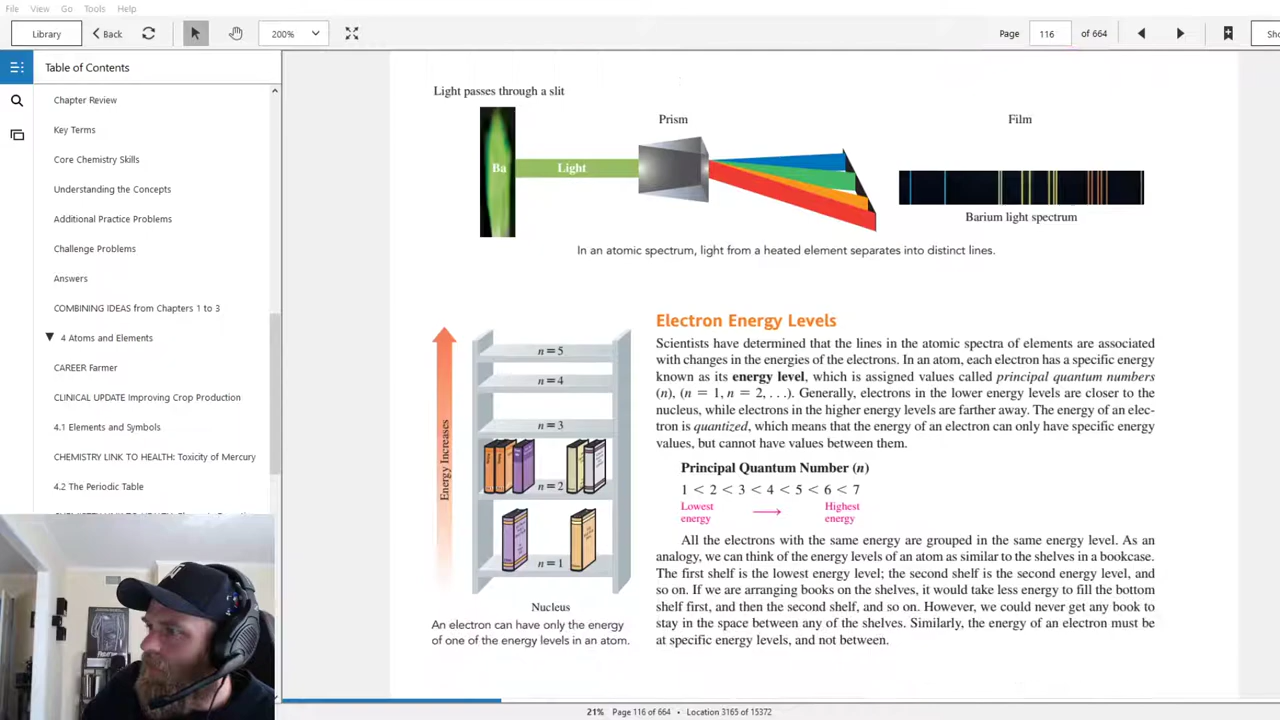 File View Go Tools Help
Library Back 200% Page 116 of 664
Table of Contents
Chapter Review
Key Terms
Core Chemistry Skills
Understanding the Concepts
Additional Practice Problems
Challenge Problems
Answers
COMBINING IDEAS from Chapters 1 to 3
4 Atoms and Elements
CAREER Farmer
CLINICAL UPDATE Improving Crop Production
4.1 Elements and Symbols
CHEMISTRY LINK TO HEALTH: Toxicity of Mercury
4.2 The Periodic Table
Light passes through a slit
Prism
Film
Ba
Light
Barium light spectrum
In an atomic spectrum, light from a heated element separates into distinct lines.
Energy Increases
n = 5
n = 4
n = 3
n = 2
n = 1
Nucleus
An electron can have only the energy
of one of the energy levels in an atom.
Electron Energy Levels
Scientists have determined that the lines in the atomic spectra of elements are associated
with changes in the energies of the electrons. In an atom, each electron has a specific energy
known as its energy level, which is assigned values called principal quantum numbers
(n), (n = 1, n = 2, . . .). Generally, electrons in the lower energy levels are closer to the
nucleus, while electrons in the higher energy levels are farther away. The energy of an elec-
tron is quantized, which means that the energy of an electron can only have specific energy
values, but cannot have values between them.
Principal Quantum Number (n)
1 < 2 < 3 < 4 < 5 < 6 < 7
Lowest Highest
energy → energy
All the electrons with the same energy are grouped in the same energy level. As an
analogy, we can think of the energy levels of an atom as similar to the shelves in a bookcase.
The first shelf is the lowest energy level; the second shelf is the second energy level, and
so on. If we are arranging books on the shelves, it would take less energy to fill the bottom
shelf first, and then the second shelf, and so on. However, we could never get any book to
stay in the space between any of the shelves. Similarly, the energy of an electron must be
at specific energy levels, and not between.
21% Page 116 of 664 • Location 3165 of 15372